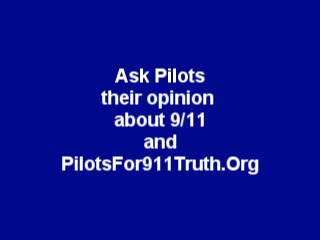 Ask Pilots
their opinion
about 9/11
and
PilotsFor911Truth.Org